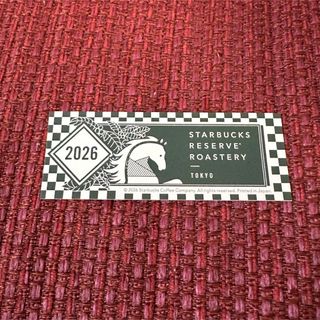 2026
STARBUCKS
RESERVE®
ROASTERY
TOKYO
© 2026 Starbucks Coffee Company. All rights reserved. Printed in Japan.